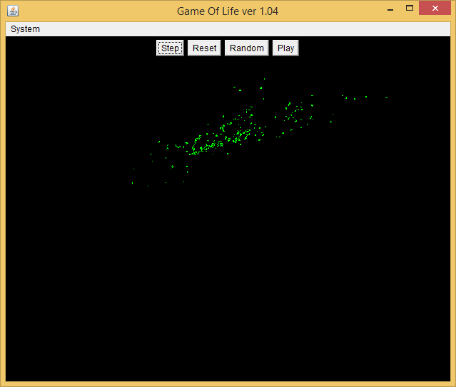 Game Of Life ver 1.04
System
Step Reset Random Play